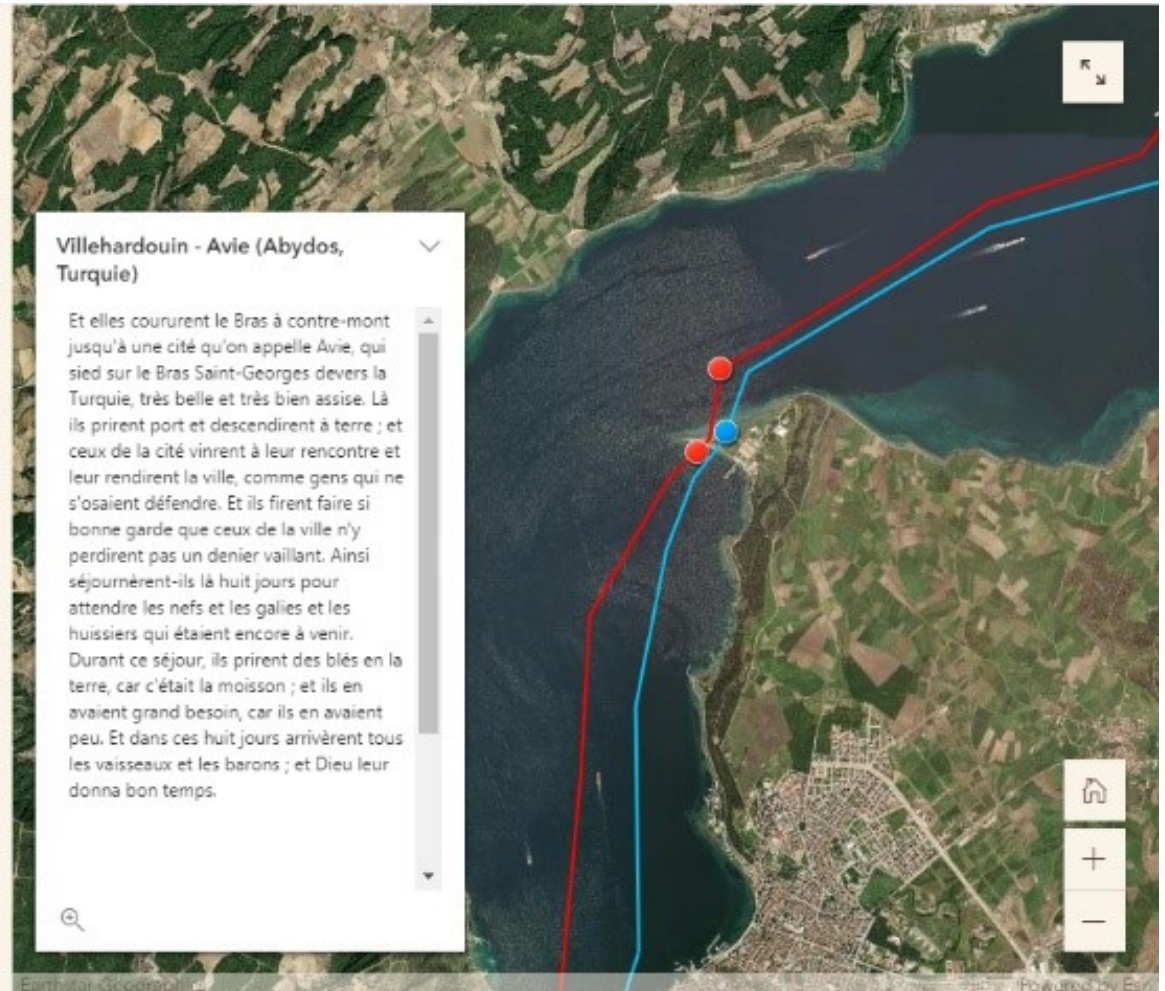 Villehardouin - Avie (Abydos,
Turquie)
Et elles coururent le Bras à contre-mont
jusqu'à une cité qu'on appelle Avie, qui
sied sur le Bras Saint-Georges devers la
Turquie, très belle et très bien assise. Là
ils prirent port et descendirent à terre ; et
ceux de la cité vinrent à leur rencontre et
leur rendirent la ville, comme gens qui ne
s'osaient défendre. Et ils firent faire si
bonne garde que ceux de la ville n'y
perdirent pas un denier vaillant. Ainsi
séjournèrent-ils là huit jours pour
attendre les nefs et les galies et les
huissiers qui étaient encore à venir.
Durant ce séjour, ils prirent des blés en la
terre, car c'était la moisson ; et ils en
avaient grand besoin, car ils en avaient
peu. Et dans ces huit jours arrivèrent tous
les vaisseaux et les barons ; et Dieu leur
donna bon temps.
Earthstar Geographics
Powered by Esri